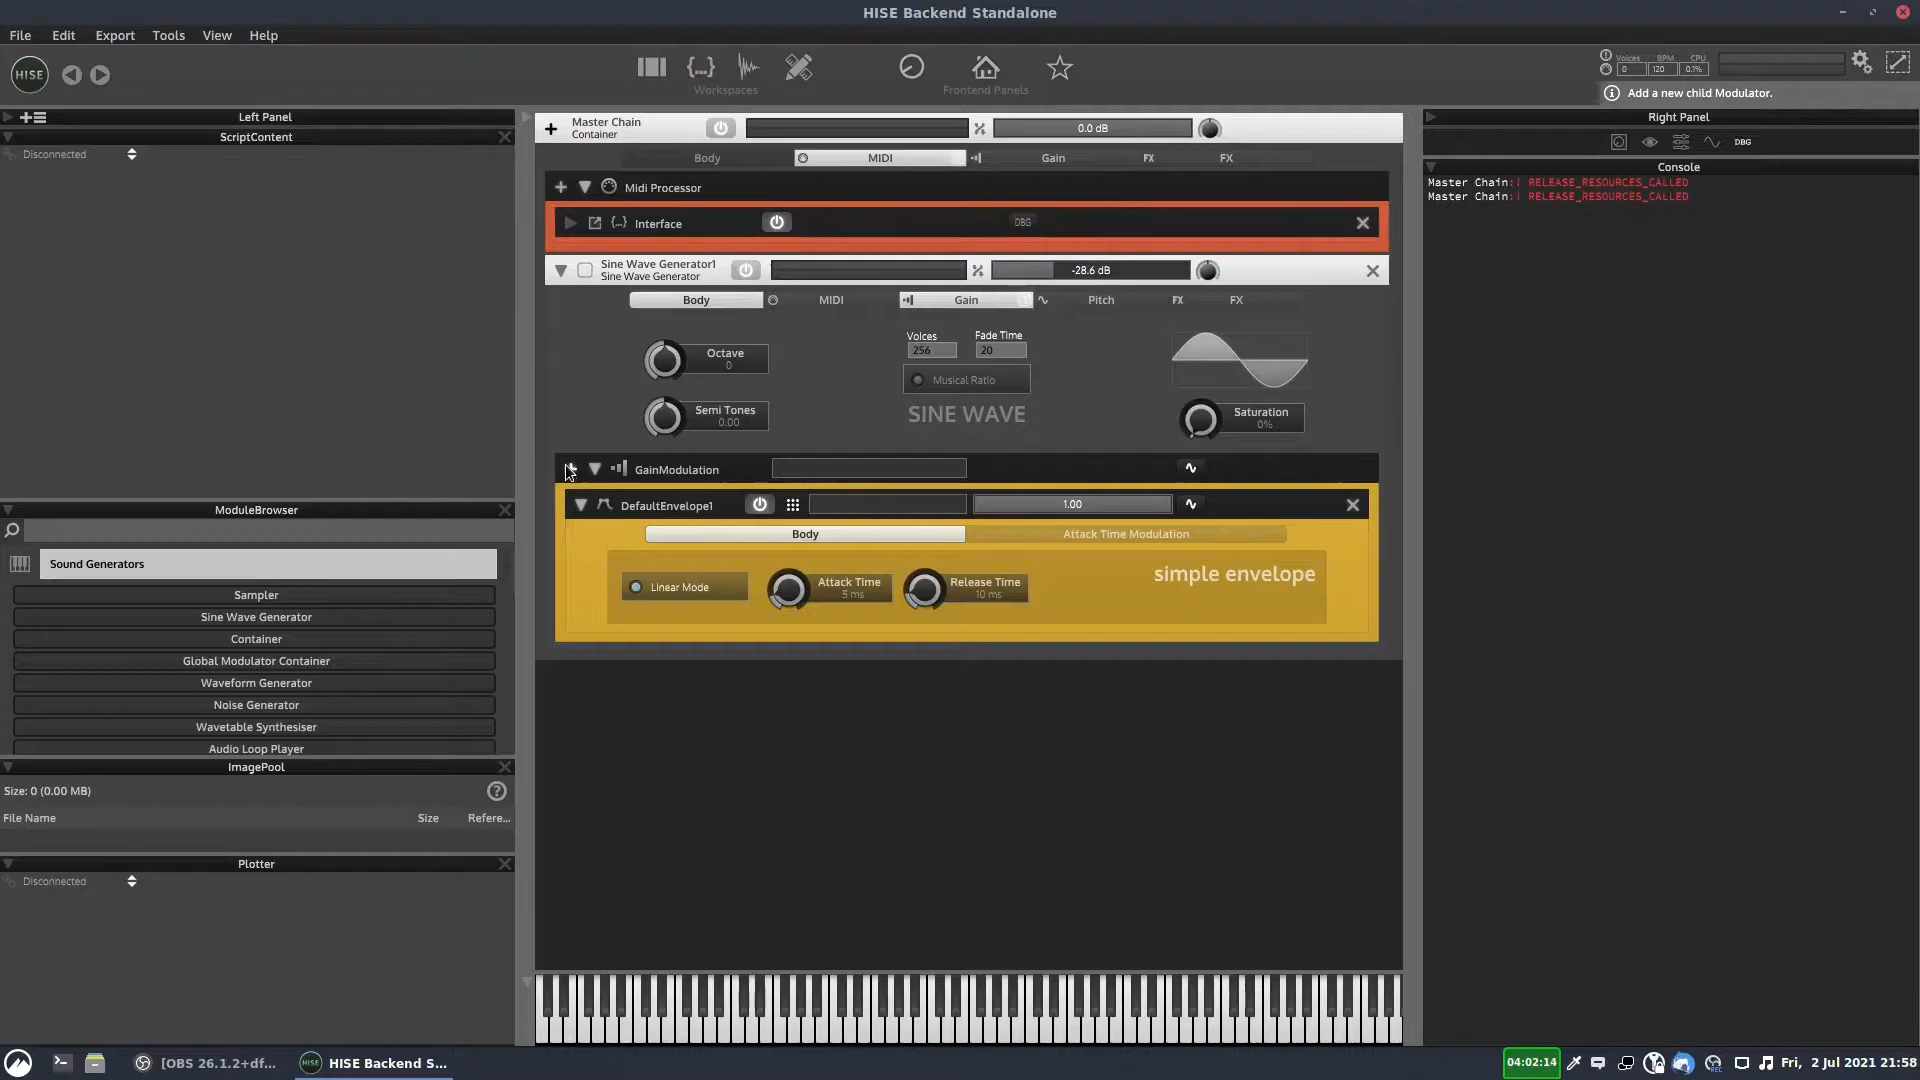 HISE Backend Standalone
File Edit Export Tools View Help
HISE
Workspaces
Frontend Panels
Voices BPM CPU
0 120 0.1%
Add a new child Modulator.
Left Panel
ScriptContent
Disconnected
ModuleBrowser
Sound Generators
Sampler
Sine Wave Generator
Container
Global Modulator Container
Waveform Generator
Noise Generator
Wavetable Synthesiser
Audio Loop Player
ImagePool
Size: 0 (0.00 MB)
File Name Size Refere...
Plotter
Disconnected
Master Chain
Container
0.0 dB
Body MIDI Gain FX FX
Midi Processor
Interface
DBG
Sine Wave Generator1
Sine Wave Generator
-28.6 dB
Body MIDI Gain 1 Pitch FX FX
Octave
0
Semi Tones
0.00
Voices
256
Fade Time
20
Musical Ratio
SINE WAVE
Saturation
0%
GainModulation
DefaultEnvelope1
1.00
Body
Attack Time Modulation
Linear Mode
Attack Time
5 ms
Release Time
10 ms
simple envelope
Right Panel
DBG
Console
Master Chain:! RELEASE_RESOURCES_CALLED
Master Chain:! RELEASE_RESOURCES_CALLED
[OBS 26.1.2+df...
HISE
HISE Backend S...
04:02:14
REC
Fri, 2 Jul 2021 21:58